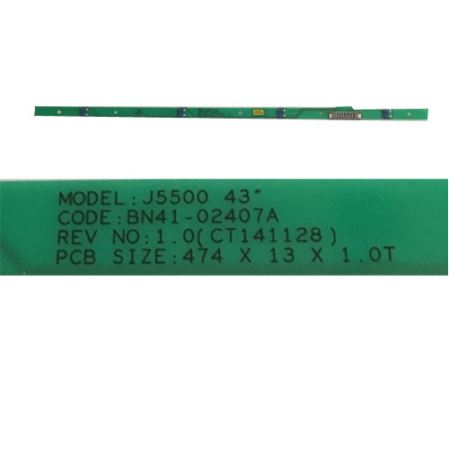 MODEL:J5500 43"
CODE:BN41-02407A
REV NO:1.0(CT141128)
PCB SIZE:474 X 13 X 1.0T